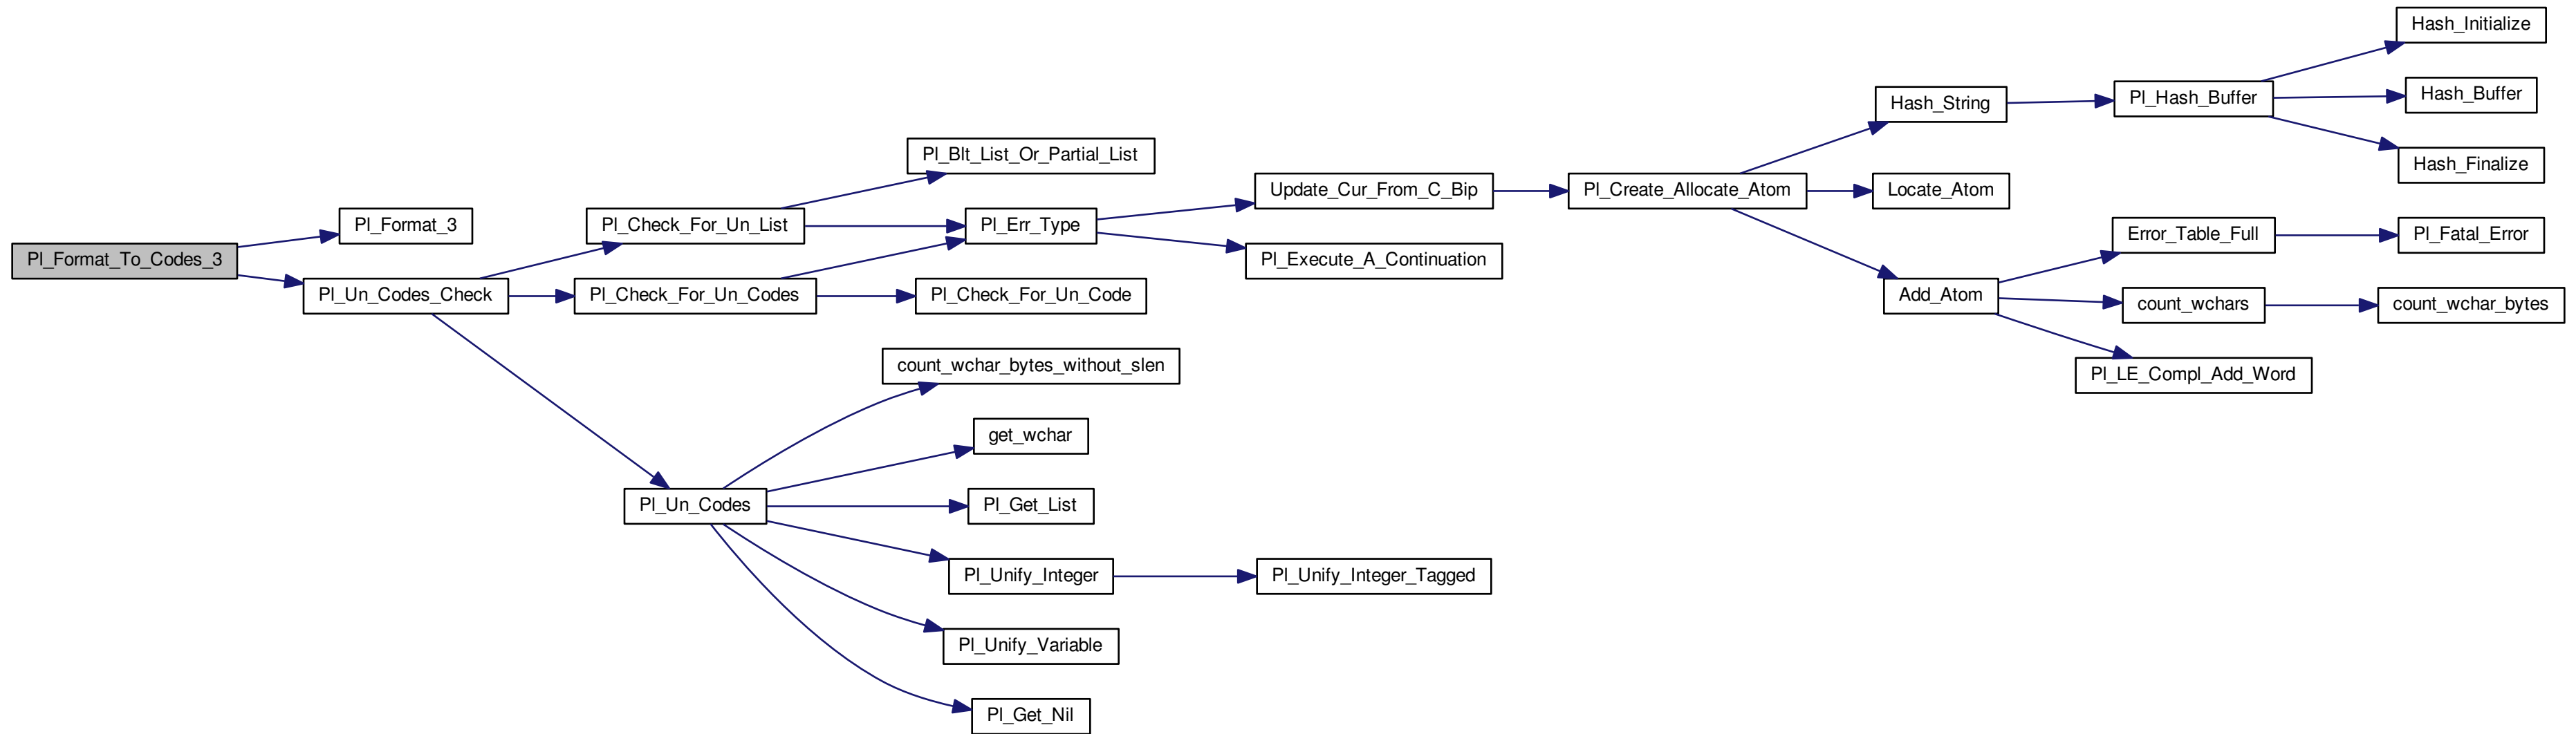 Pl_Format_To_Codes_3
Pl_Format_3
Pl_Un_Codes_Check
Pl_Check_For_Un_List
Pl_Check_For_Un_Codes
Pl_Un_Codes
Pl_Blt_List_Or_Partial_List
Pl_Err_Type
Pl_Check_For_Un_Code
count_wchar_bytes_without_slen
get_wchar
Pl_Get_List
Pl_Unify_Integer
Pl_Unify_Variable
Pl_Get_Nil
Update_Cur_From_C_Bip
Pl_Execute_A_Continuation
Pl_Unify_Integer_Tagged
Pl_Create_Allocate_Atom
Hash_String
Locate_Atom
Add_Atom
Pl_Hash_Buffer
Error_Table_Full
count_wchars
Pl_LE_Compl_Add_Word
Hash_Initialize
Hash_Buffer
Hash_Finalize
Pl_Fatal_Error
count_wchar_bytes